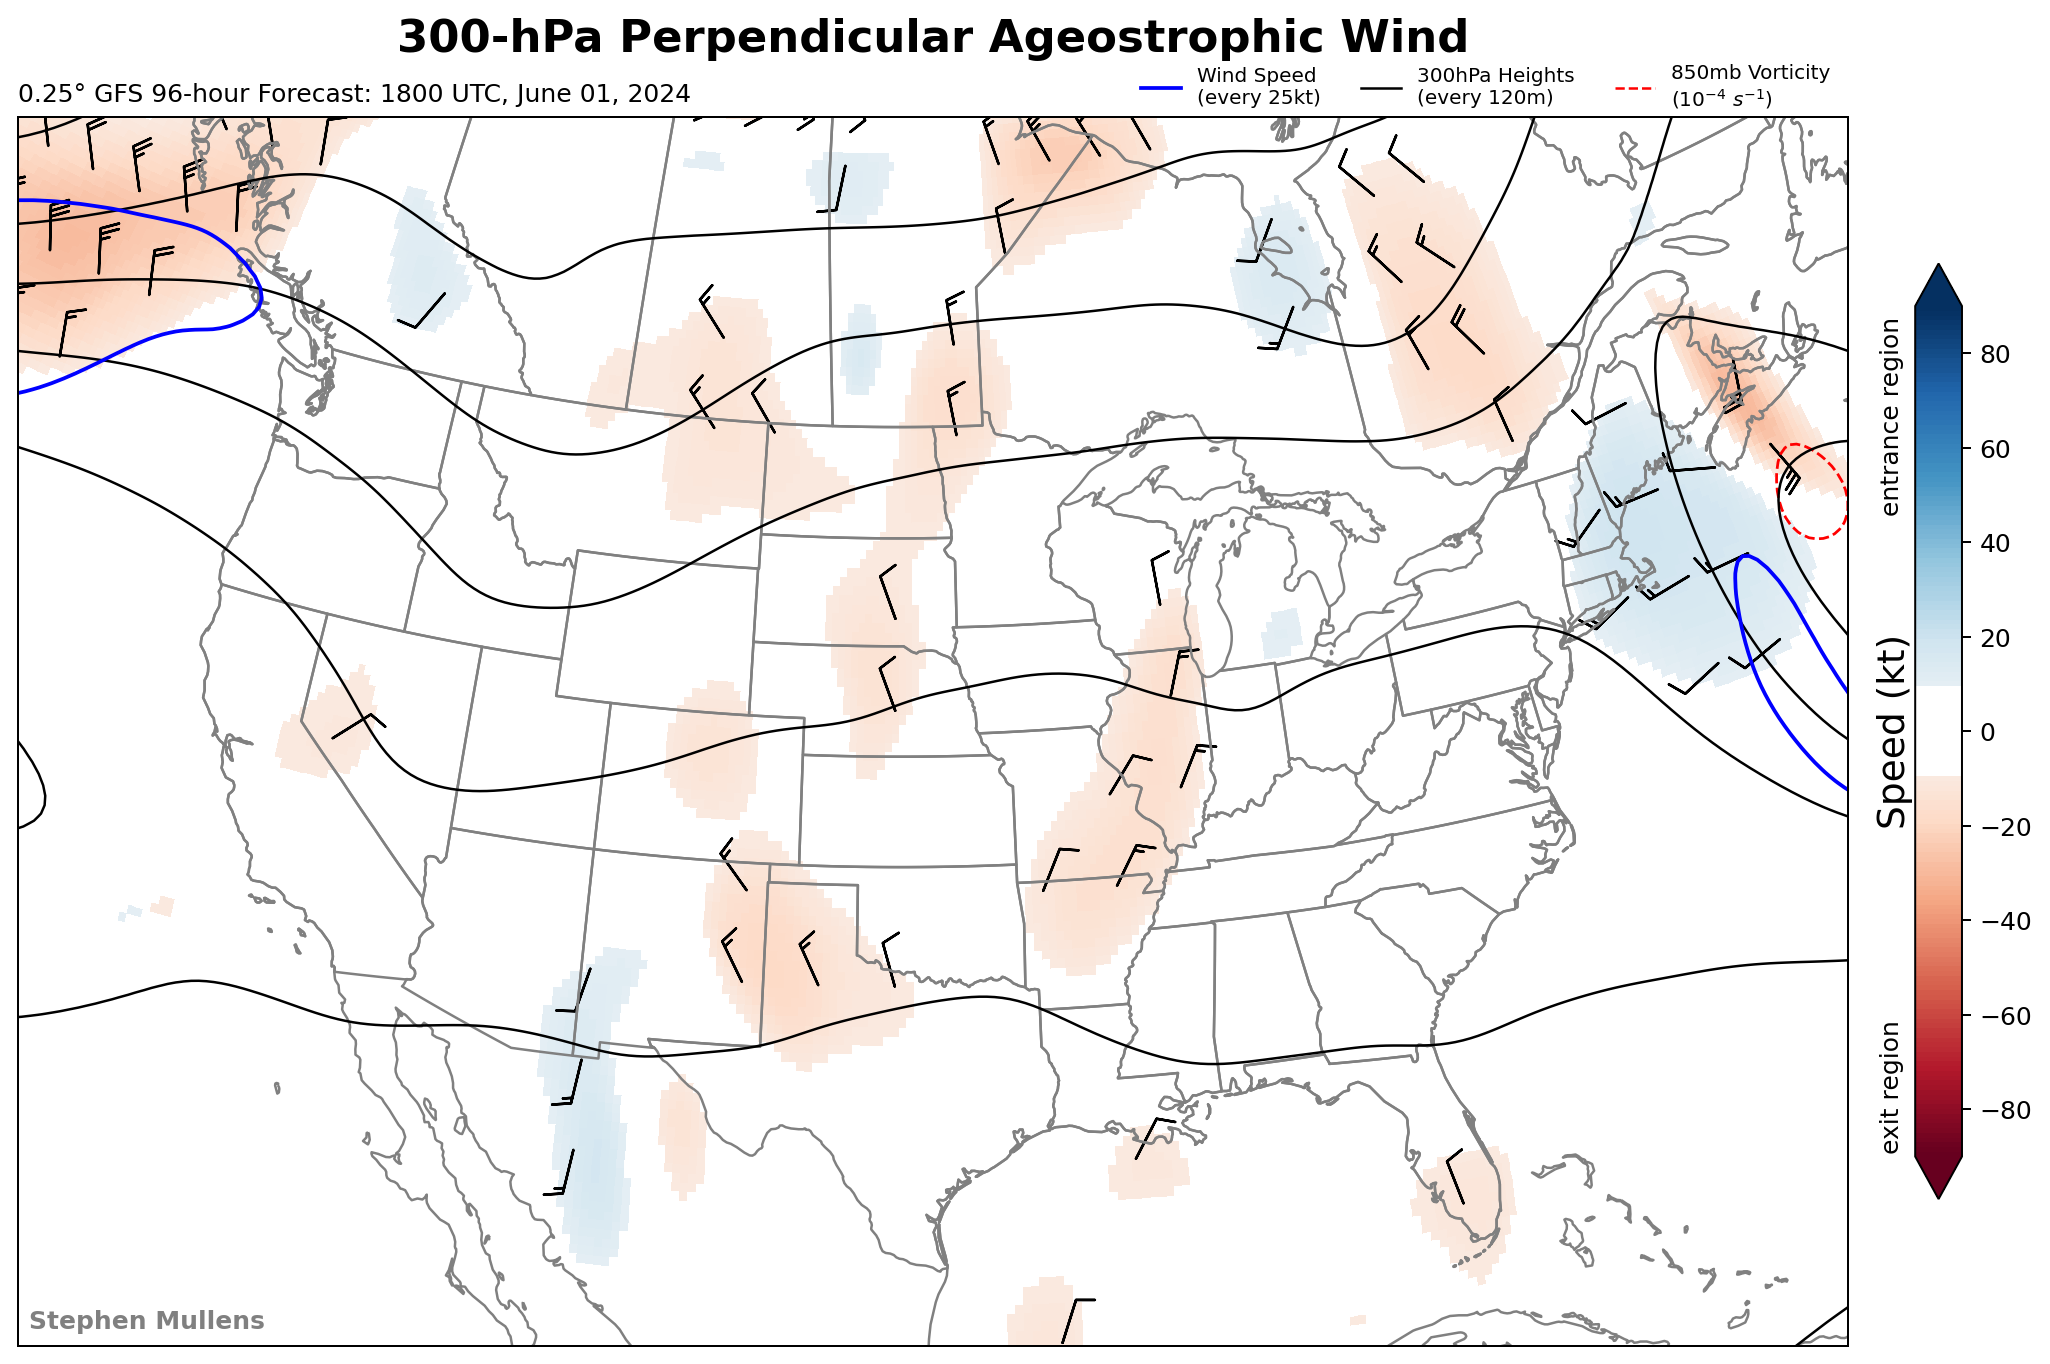 300-hPa Perpendicular Ageostrophic Wind
0.25° GFS 96-hour Forecast: 1800 UTC, June 01, 2024
Wind Speed
(every 25kt)
300hPa Heights
(every 120m)
850mb Vorticity
(10⁻⁴ s⁻¹)
entrance region
Speed (kt)
exit region
80
60
40
20
0
−20
−40
−60
−80
Stephen Mullens